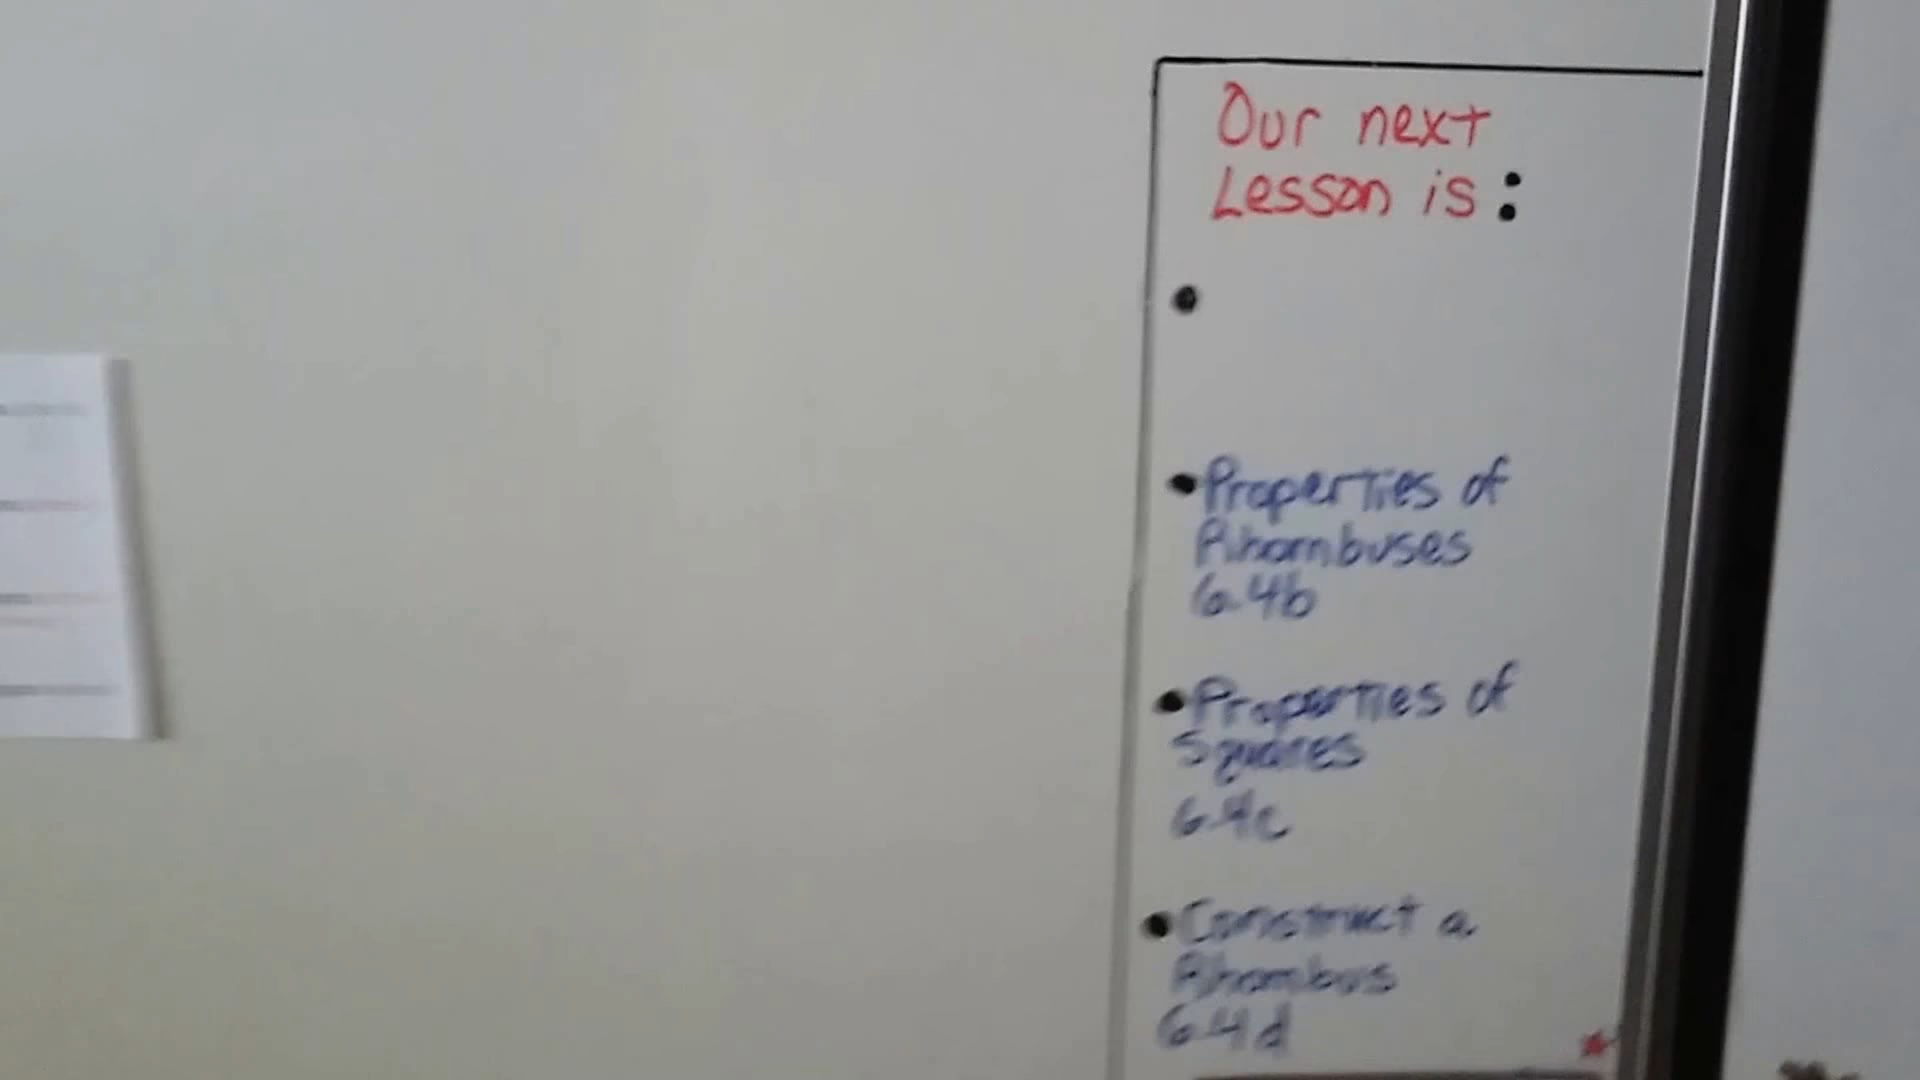 Our next
Lesson is:
•
•Properties of
Rhombuses
6.4b
•Properties of
Squares
6.4c
•Construct a
Rhombus
6.4d